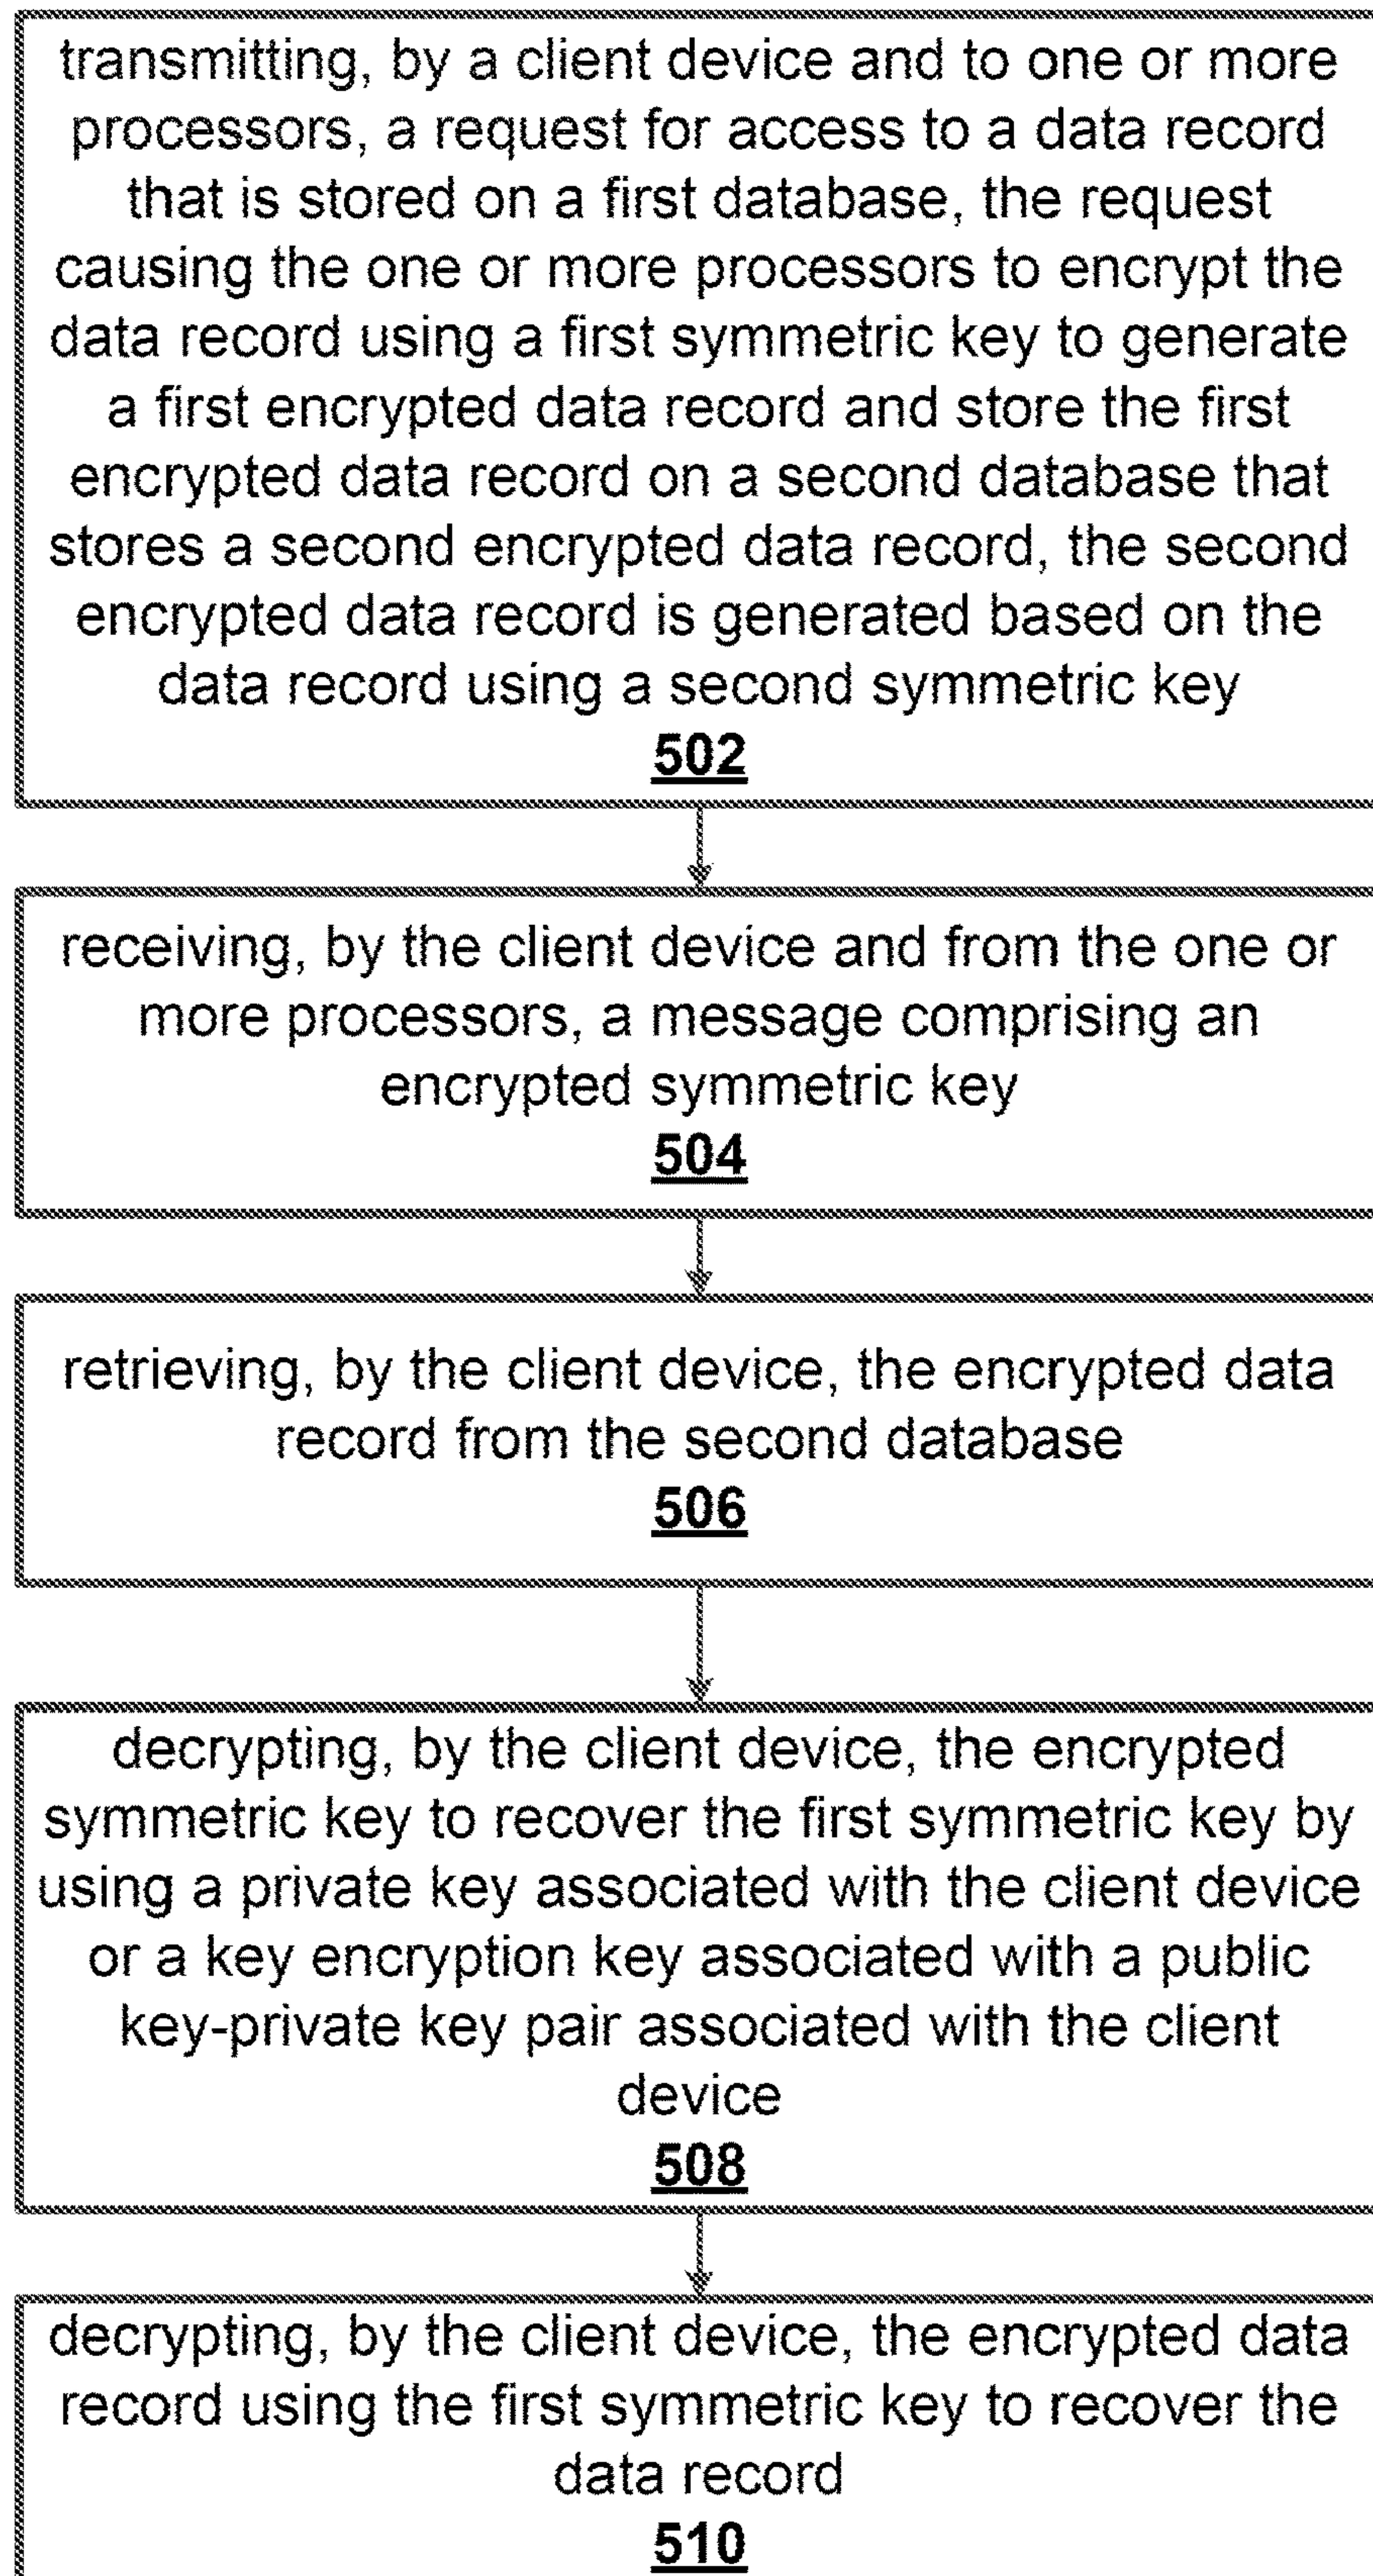 transmitting, by a client device and to one or more
processors, a request for access to a data record
that is stored on a first database, the request
causing the one or more processors to encrypt the
data record using a first symmetric key to generate
a first encrypted data record and store the first
encrypted data record on a second database that
stores a second encrypted data record, the second
encrypted data record is generated based on the
data record using a second symmetric key
502
receiving, by the client device and from the one or
more processors, a message comprising an
encrypted symmetric key
504
retrieving, by the client device, the encrypted data
record from the second database
506
decrypting, by the client device, the encrypted
symmetric key to recover the first symmetric key by
using a private key associated with the client device
or a key encryption key associated with a public
key-private key pair associated with the client
device
508
decrypting, by the client device, the encrypted data
record using the first symmetric key to recover the
data record
510